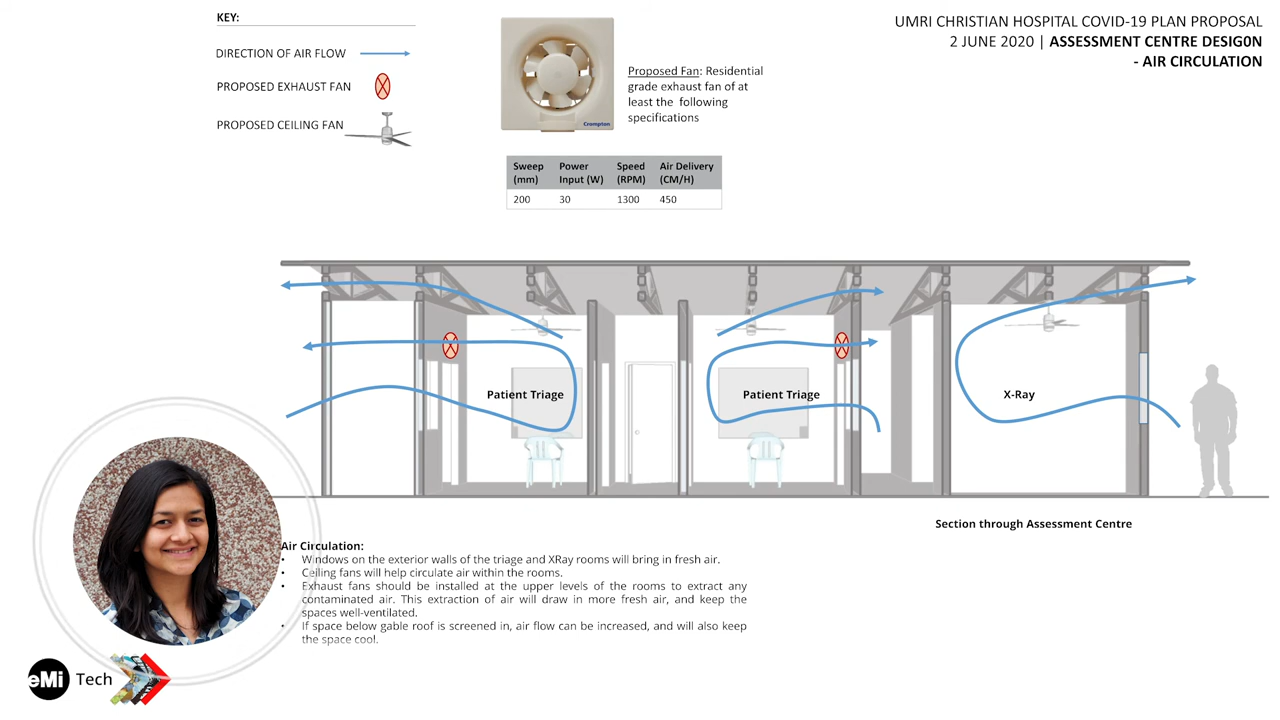 KEY:
DIRECTION OF AIR FLOW
PROPOSED EXHAUST FAN
PROPOSED CEILING FAN
Crompton
Proposed Fan: Residential
grade exhaust fan of at
least the following
specifications
UMRI CHRISTIAN HOSPITAL COVID-19 PLAN PROPOSAL
2 JUNE 2020 | ASSESSMENT CENTRE DESIG0N
- AIR CIRCULATION
Sweep (mm) Power Input (W) Speed (RPM) Air Delivery (CM/H)
200 30 1300 450
Patient Triage
Patient Triage
X-Ray
Section through Assessment Centre
Air Circulation:
• Windows on the exterior walls of the triage and XRay rooms will bring in fresh air.
• Ceiling fans will help circulate air within the rooms.
• Exhaust fans should be installed at the upper levels of the rooms to extract any
contaminated air. This extraction of air will draw in more fresh air, and keep the
spaces well-ventilated.
• If space below gable roof is screened in, air flow can be increased, and will also keep
the space cool.
eMi Tech